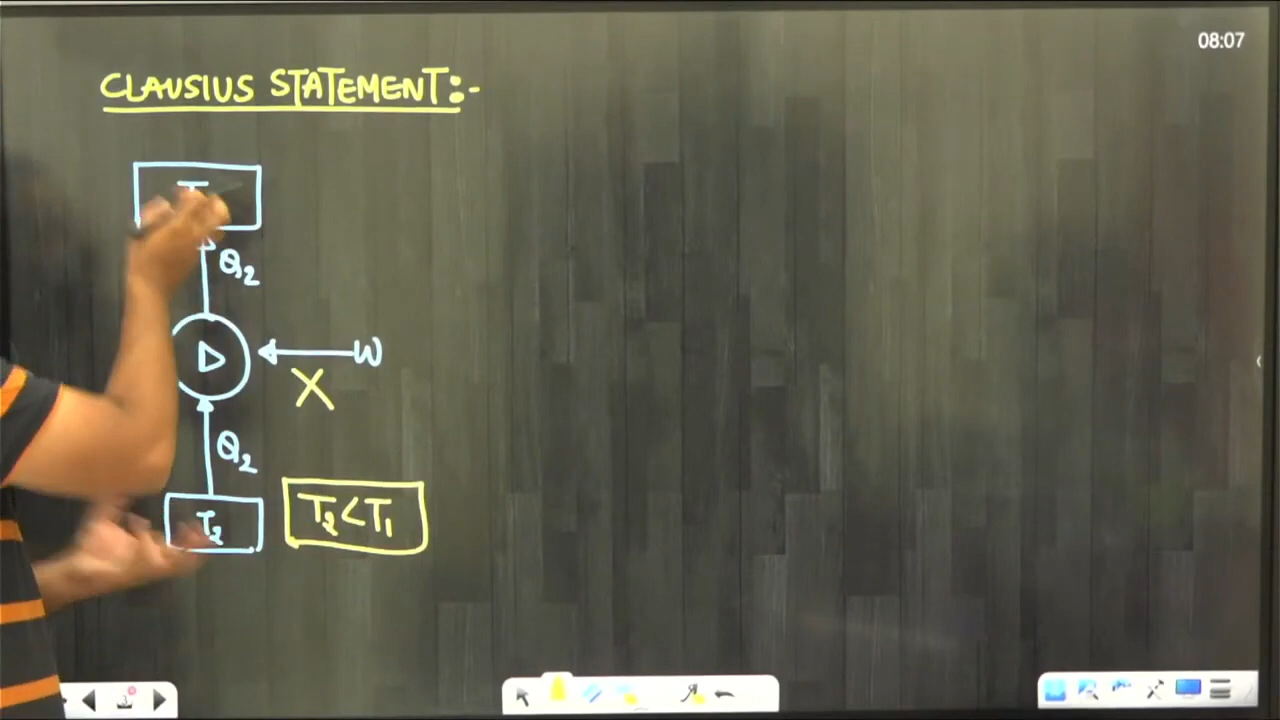 08:07
CLAUSIUS STATEMENT:-
T
Q2
W
X
Q2
T2
T2<T1